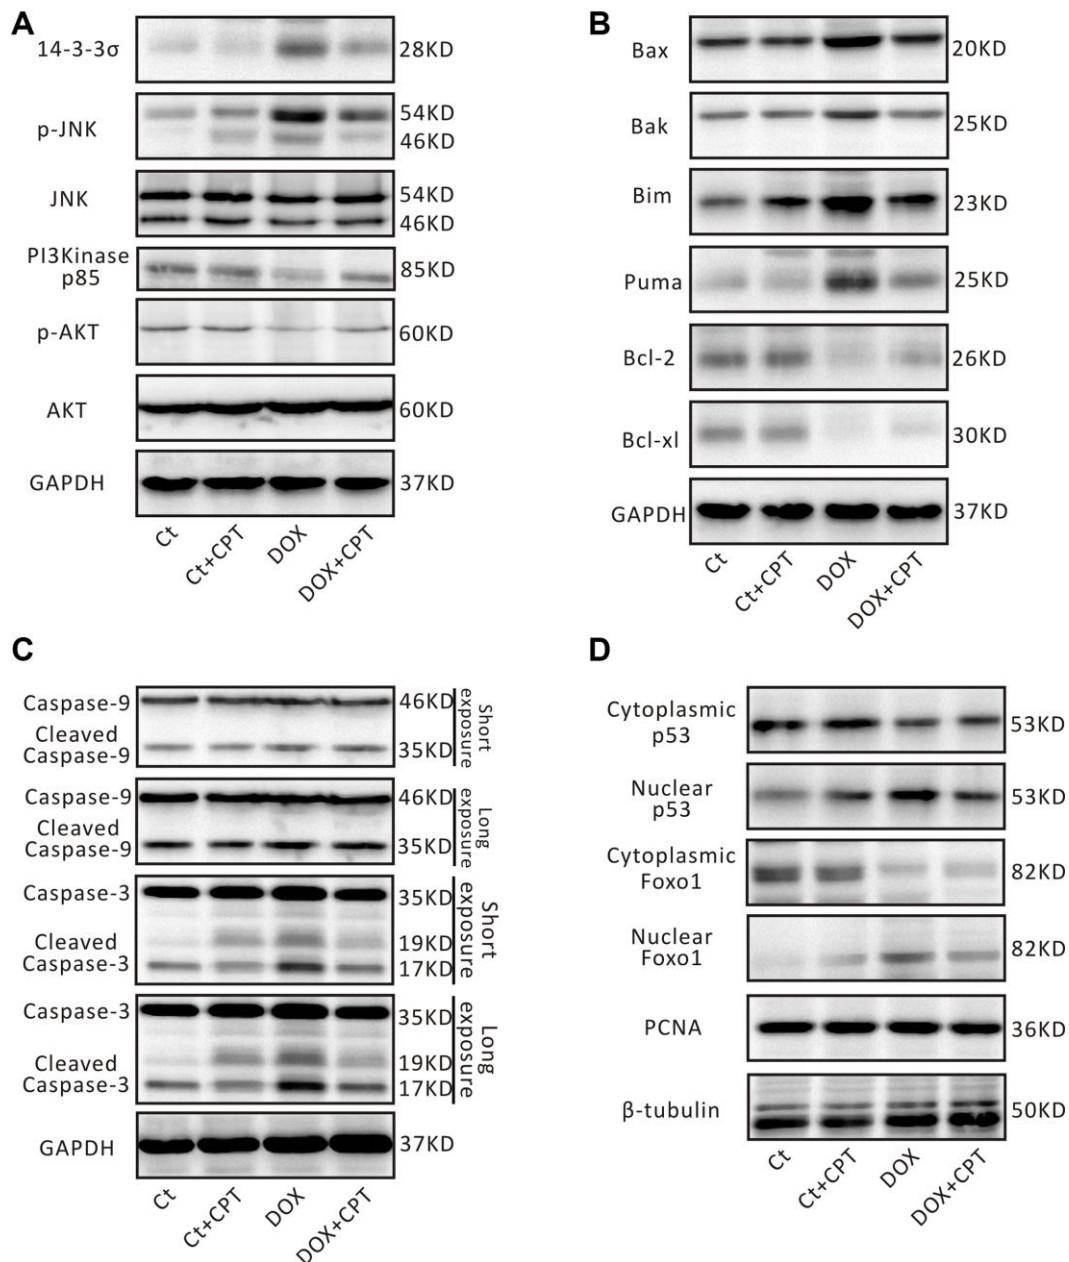 A
14-3-3σ 28KD
p-JNK 54KD
46KD
JNK 54KD
46KD
PI3Kinase
p85 85KD
p-AKT 60KD
AKT 60KD
GAPDH 37KD
Ct Ct+CPT DOX DOX+CPT
B
Bax 20KD
Bak 25KD
Bim 23KD
Puma 25KD
Bcl-2 26KD
Bcl-xl 30KD
GAPDH 37KD
Ct Ct+CPT DOX DOX+CPT
C
Caspase-9 46KD
Cleaved
Caspase-9 35KD
Short
exposure
Caspase-9 46KD
Cleaved
Caspase-9 35KD
Long
exposure
Caspase-3 35KD
Cleaved 19KD
Caspase-3 17KD
Short
exposure
Caspase-3 35KD
Cleaved 19KD
Caspase-3 17KD
Long
exposure
GAPDH 37KD
Ct Ct+CPT DOX DOX+CPT
D
Cytoplasmic
p53 53KD
Nuclear
p53 53KD
Cytoplasmic
Foxo1 82KD
Nuclear
Foxo1 82KD
PCNA 36KD
β-tubulin 50KD
Ct Ct+CPT DOX DOX+CPT